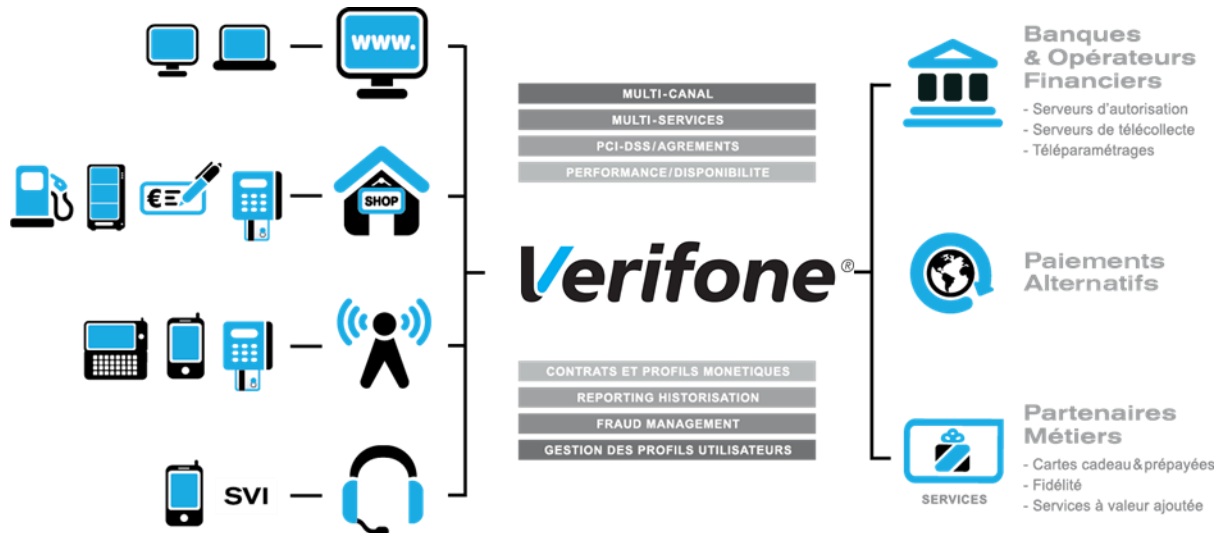 www.
SHOP
€
SVI
MULTI-CANAL
MULTI-SERVICES
PCI-DSS/AGREMENTS
PERFORMANCE/DISPONIBILITE
Verifone®
CONTRATS ET PROFILS MONETIQUES
REPORTING HISTORISATION
FRAUD MANAGEMENT
GESTION DES PROFILS UTILISATEURS
Banques
& Opérateurs
Financiers
- Serveurs d'autorisation
- Serveurs de télécollecte
- Téléparamétrages
Paiements
Alternatifs
Partenaires
Métiers
- Cartes cadeau & prépayées
- Fidélité
- Services à valeur ajoutée
SERVICES